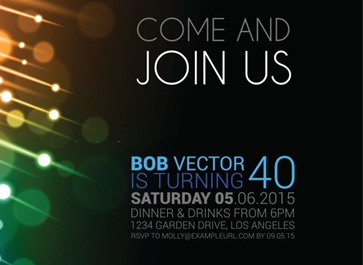 COME AND
JOIN US
BOB VECTOR
IS TURNING 40
SATURDAY 05.06.2015
DINNER & DRINKS FROM 6PM
1234 GARDEN DRIVE, LOS ANGELES
RSVP TO MOLLY@EXAMPLEURL.COM BY 09.05.15